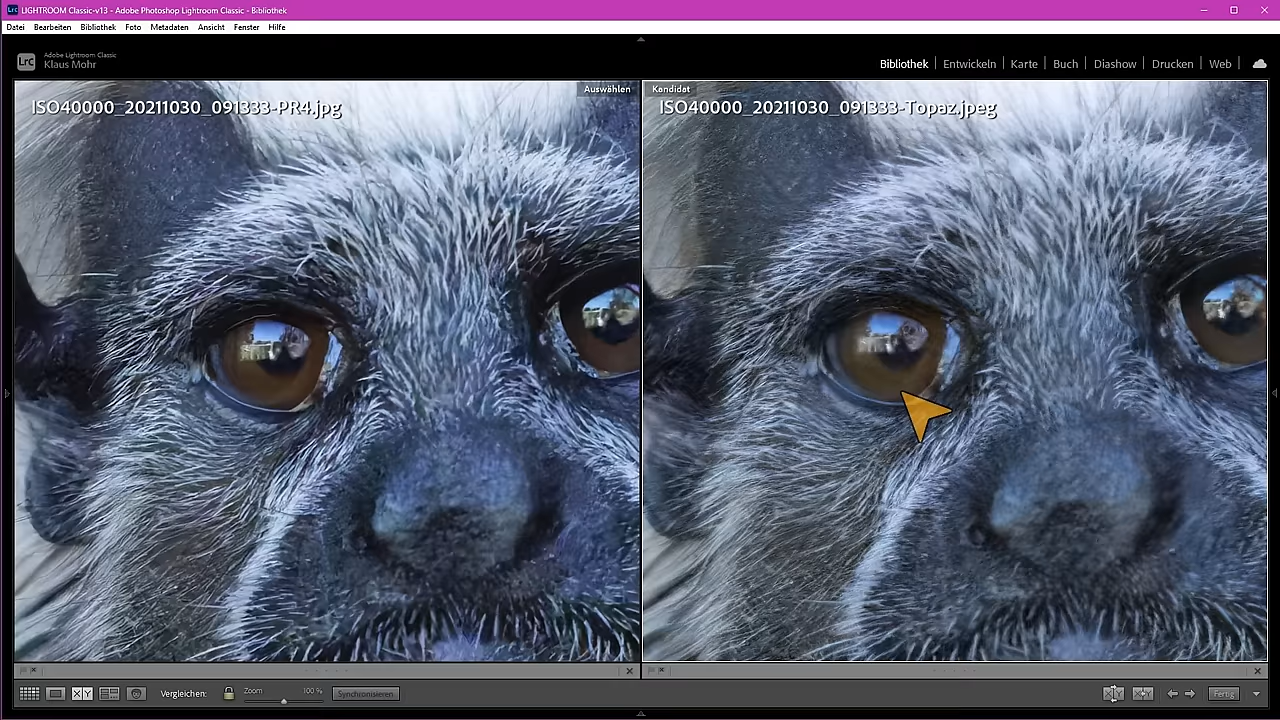 LIGHTROOM Classic-v13 - Adobe Photoshop Lightroom Classic - Bibliothek
Datei Bearbeiten Bibliothek Foto Metadaten Ansicht Fenster Hilfe
LrC
Adobe Lightroom Classic
Klaus Mohr
Bibliothek Entwickeln Karte Buch Diashow Drucken Web
Auswählen
ISO40000_20211030_091333-PR4.jpg
Kandidat
ISO40000_20211030_091333-Topaz.jpeg
Vergleichen: Zoom 100 % Synchronisieren Fertig